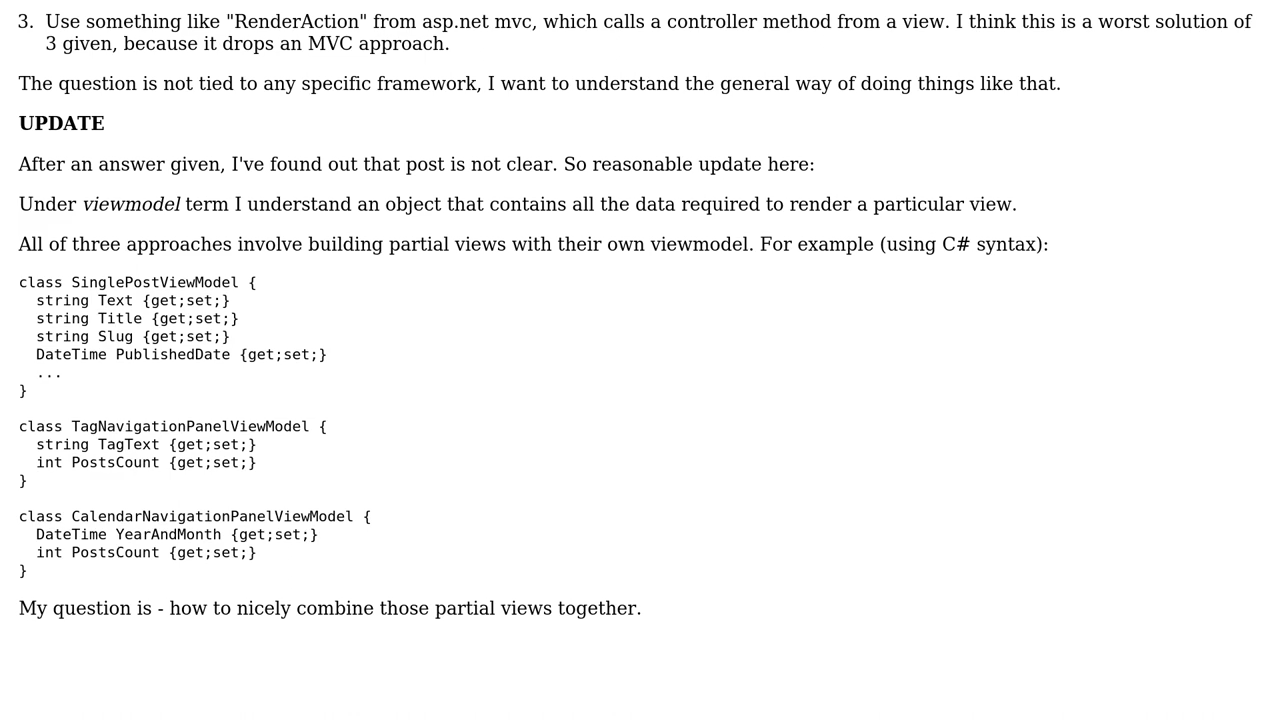 3. Use something like "RenderAction" from asp.net mvc, which calls a controller method from a view. I think this is a worst solution of
3 given, because it drops an MVC approach.
The question is not tied to any specific framework, I want to understand the general way of doing things like that.
UPDATE
After an answer given, I've found out that post is not clear. So reasonable update here:
Under viewmodel term I understand an object that contains all the data required to render a particular view.
All of three approaches involve building partial views with their own viewmodel. For example (using C# syntax):
class SinglePostViewModel {
  string Text {get;set;}
  string Title {get;set;}
  string Slug {get;set;}
  DateTime PublishedDate {get;set;}
  ...
}
class TagNavigationPanelViewModel {
  string TagText {get;set;}
  int PostsCount {get;set;}
}
class CalendarNavigationPanelViewModel {
  DateTime YearAndMonth {get;set;}
  int PostsCount {get;set;}
}
My question is - how to nicely combine those partial views together.